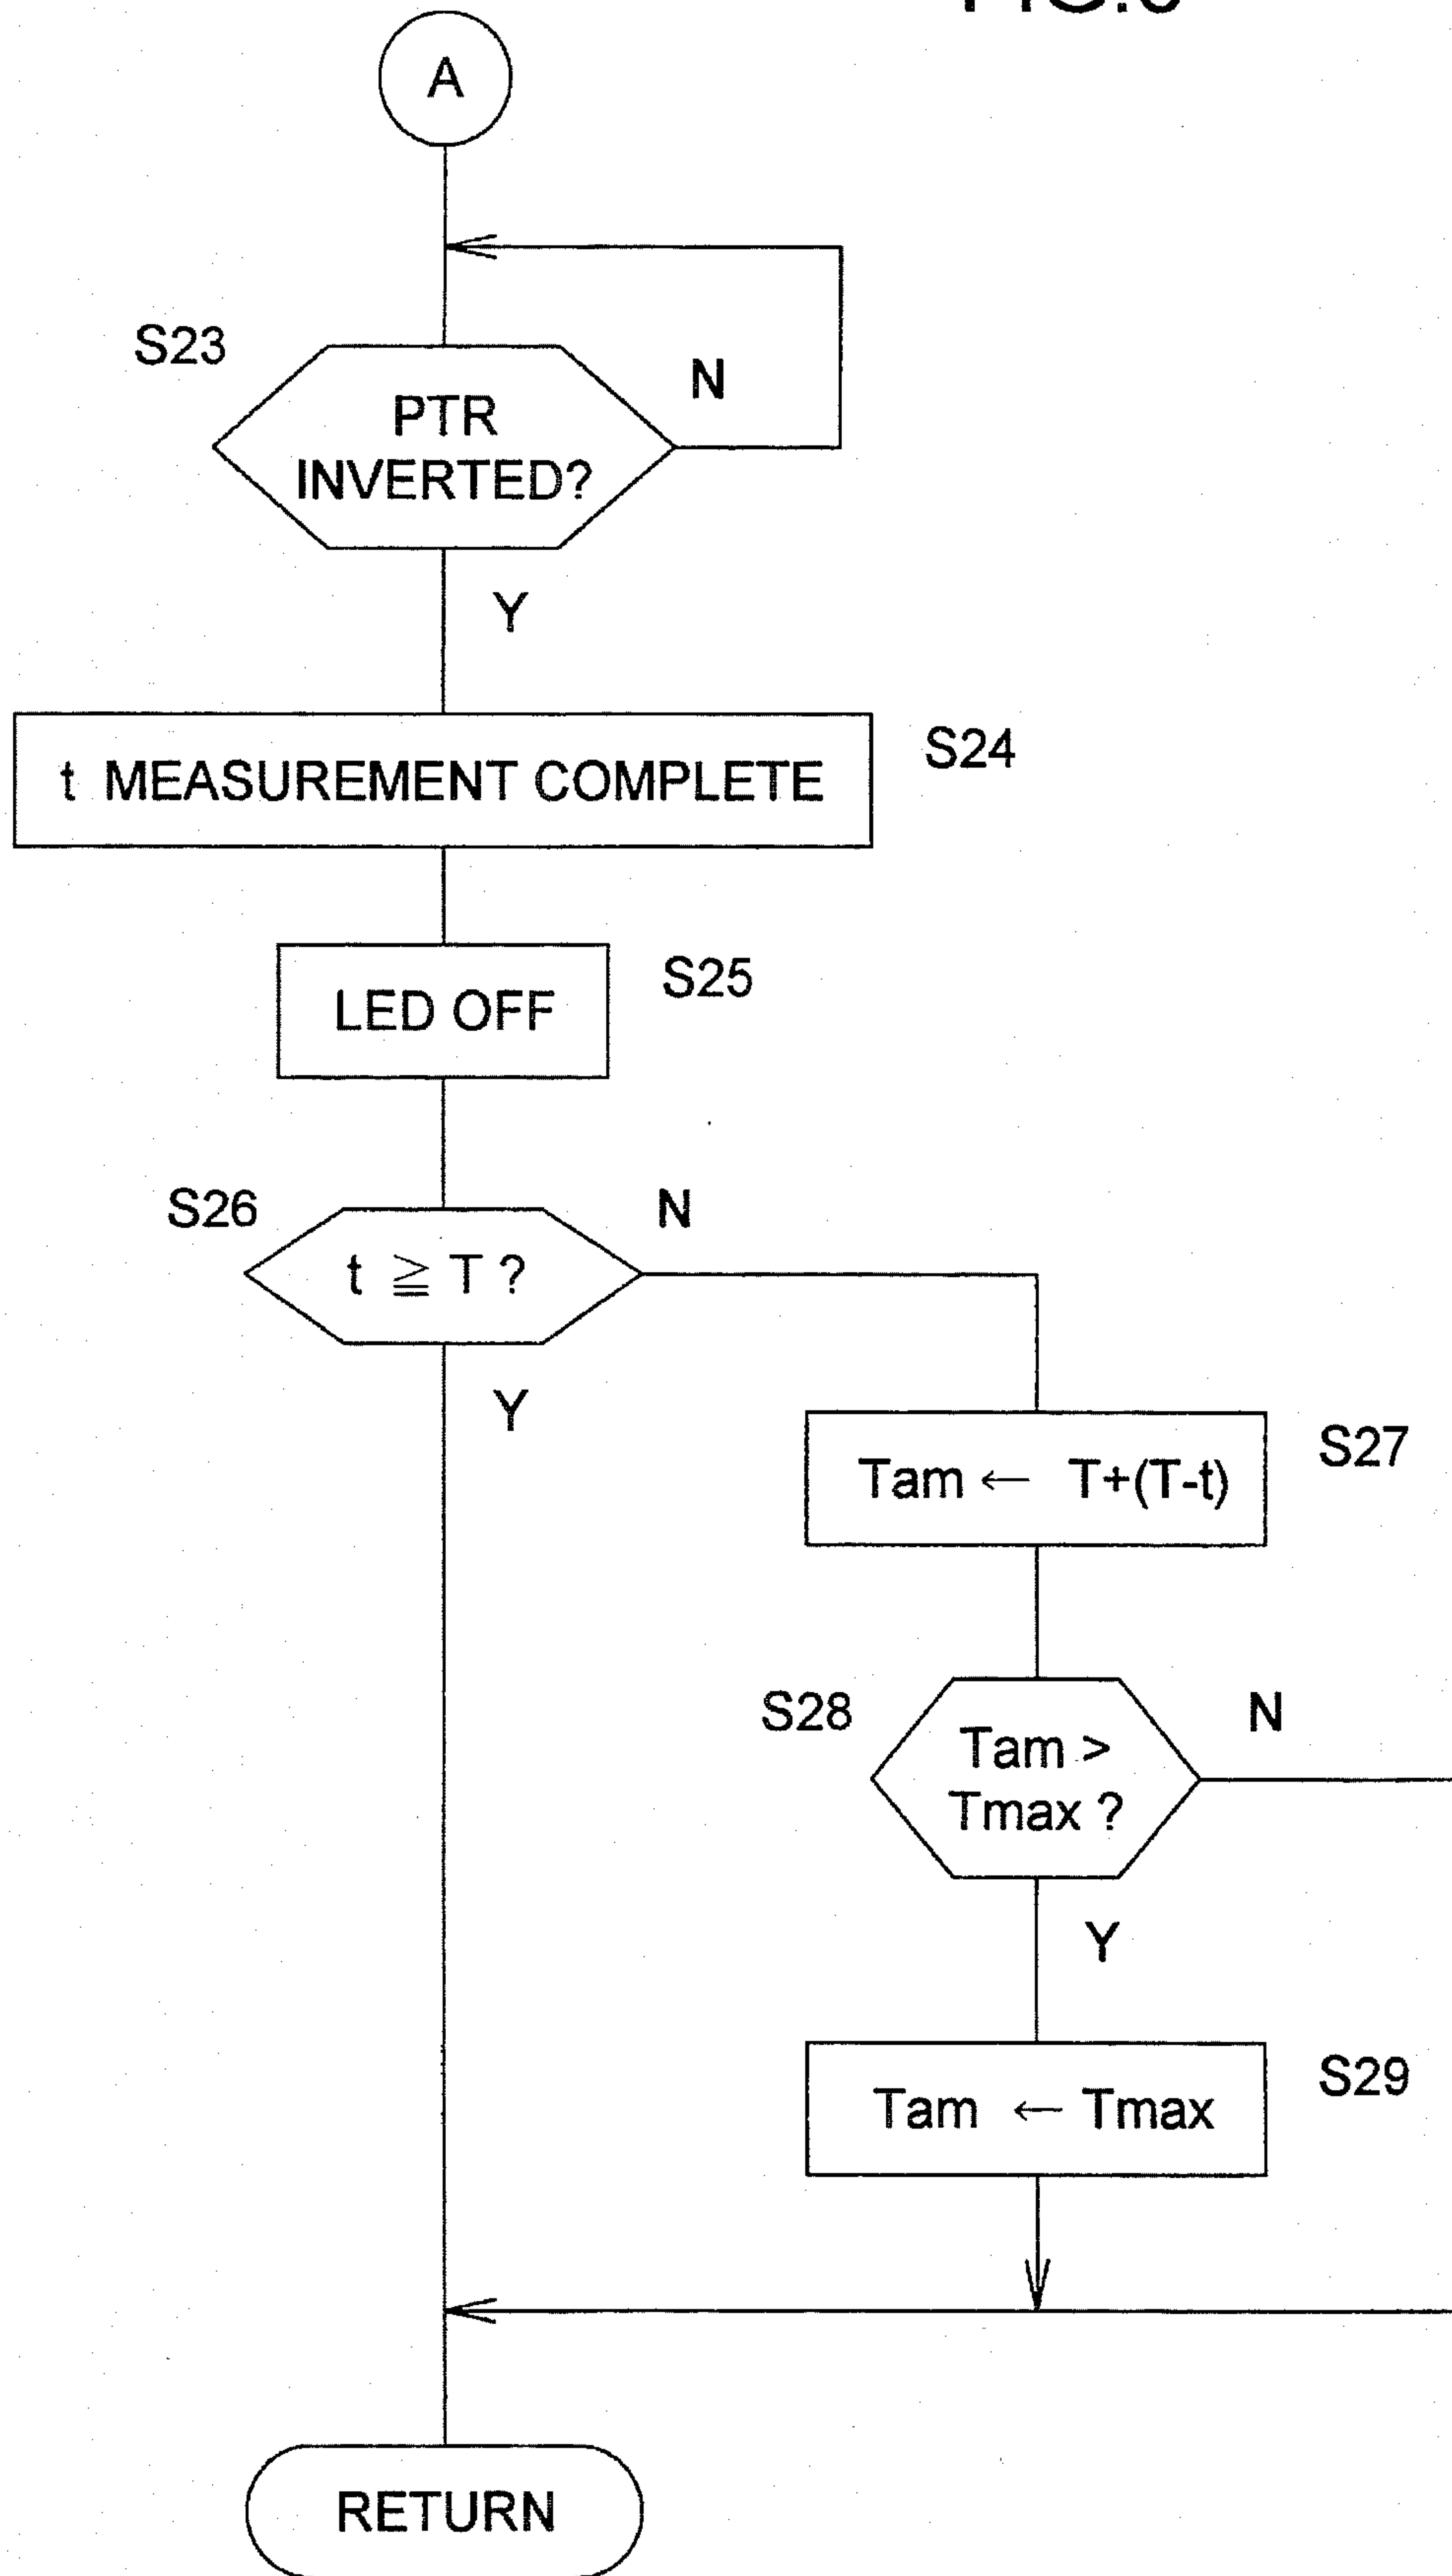 A
S23
N
PTR
INVERTED?
Y
t MEASUREMENT COMPLETE
S24
LED OFF
S25
S26
N
t ≧ T ?
Y
Tam ← T+(T-t)
S27
S28
N
Tam >
Tmax ?
Y
Tam ← Tmax
S29
RETURN